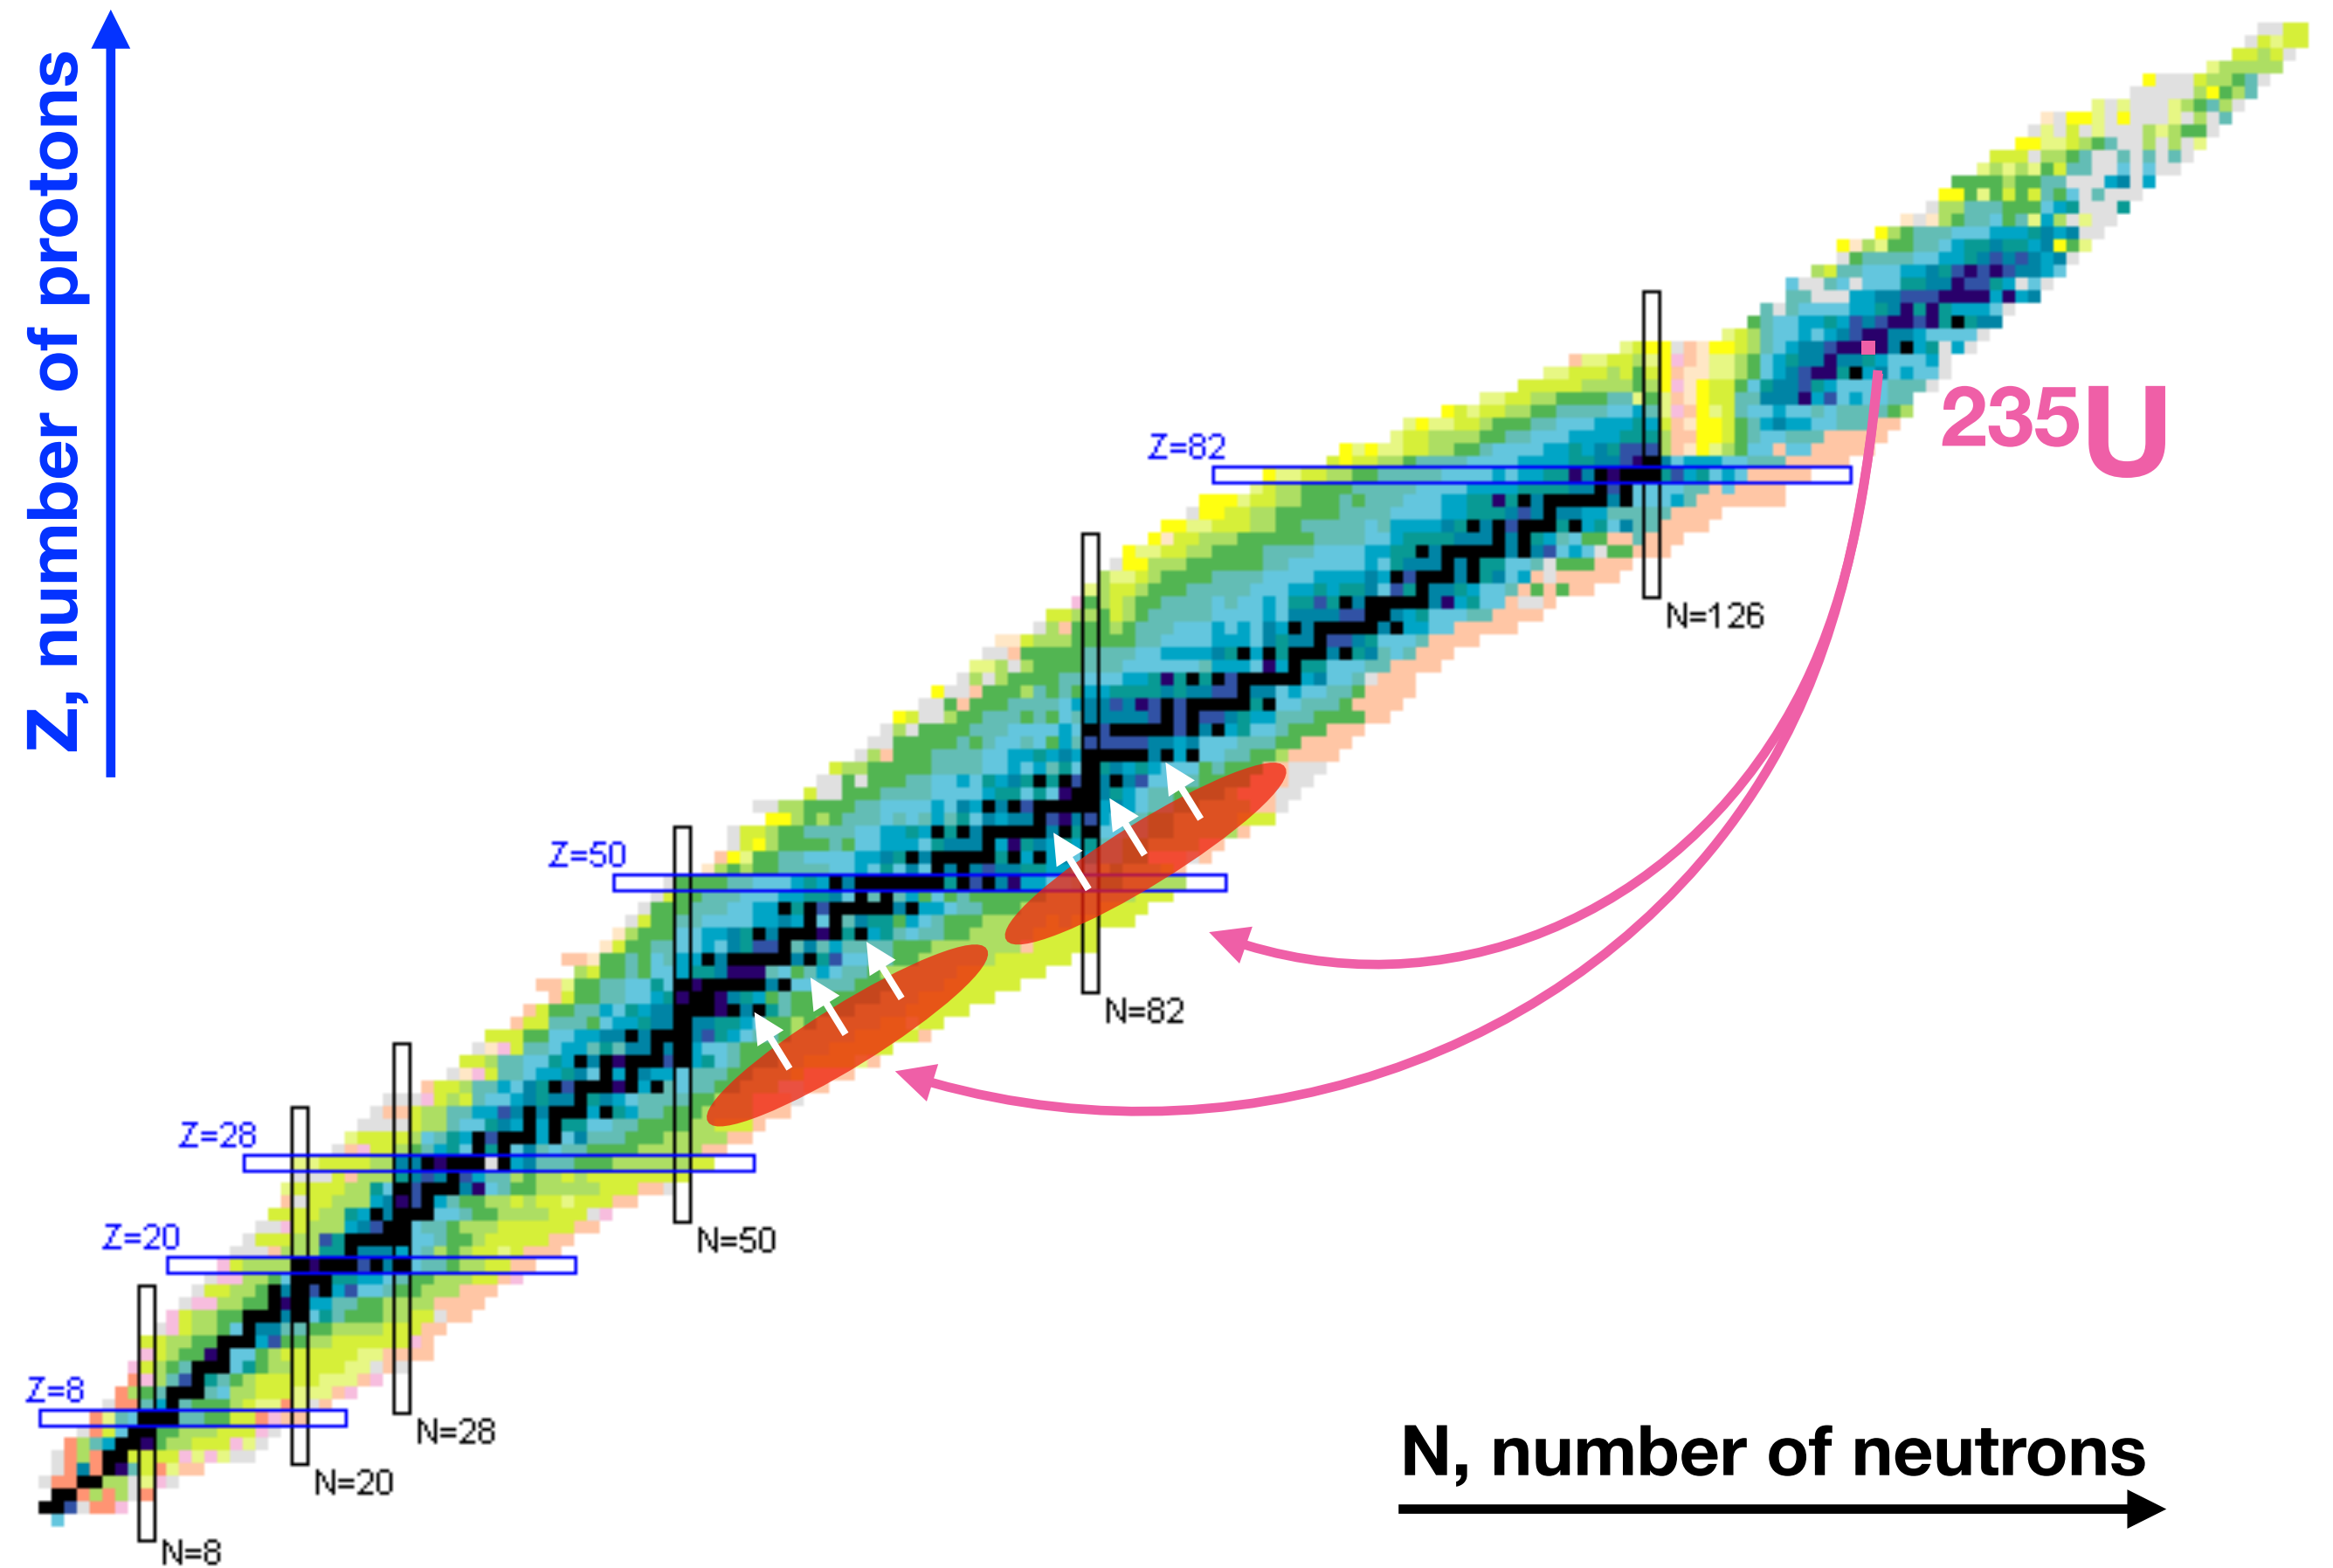 Z, number of protons
235U
Z=82
N=126
Z=50
N=82
Z=28
N=50
Z=20
Z=8
N=28
N=20
N=8
N, number of neutrons